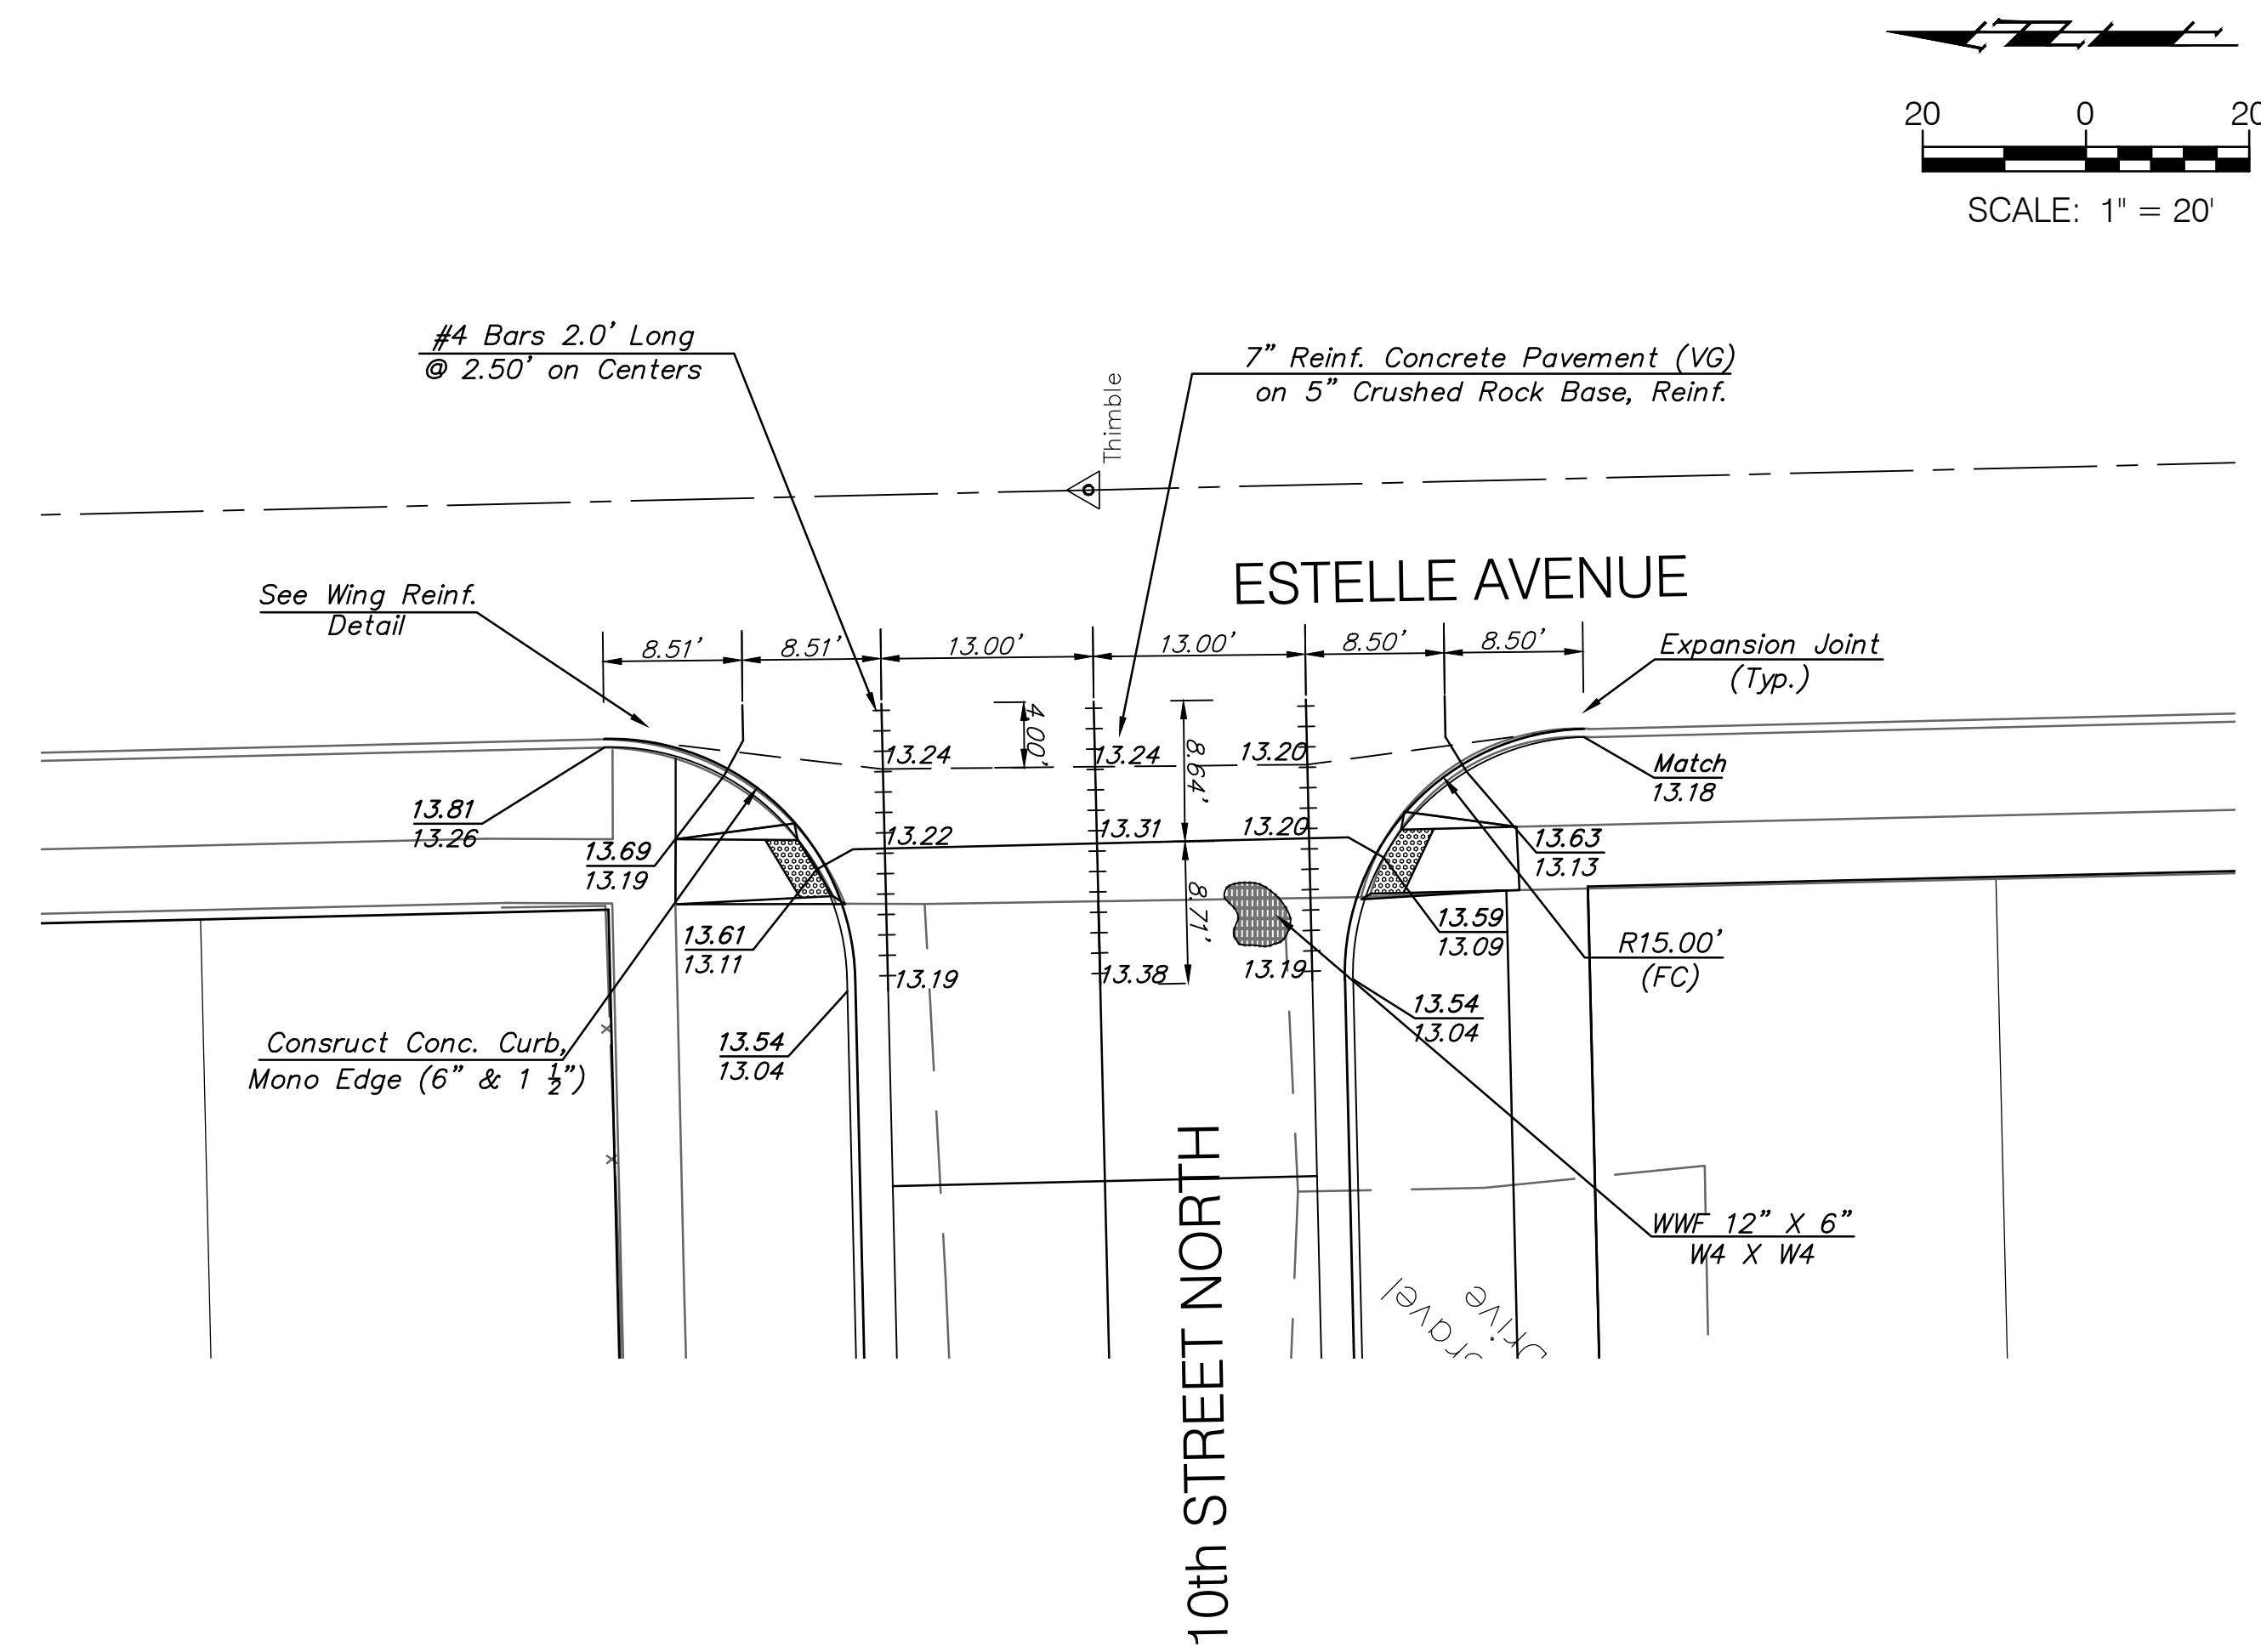 20 0 20
SCALE: 1" = 20'
#4 Bars 2.0' Long
@ 2.50' on Centers
7" Reinf. Concrete Pavement (VG)
on 5" Crushed Rock Base, Reinf.
Thimble
ESTELLE AVENUE
See Wing Reinf.
Detail
8.51' 8.51' 13.00' 13.00' 8.50' 8.50'
Expansion Joint
(Typ.)
4.00'
8.64'
13.24 13.24 13.20
Match
13.18
13.81
13.26
13.22 13.31 13.20
13.69
13.19
13.63
13.13
8.71'
13.61
13.11
13.59
13.09
R15.00'
(FC)
13.19 13.38 13.19
13.54
13.04
13.54
13.04
Consruct Conc. Curb,
Mono Edge (6" & 1 ½")
WWF 12" X 6"
W4 X W4
Drive
10th STREET NORTH